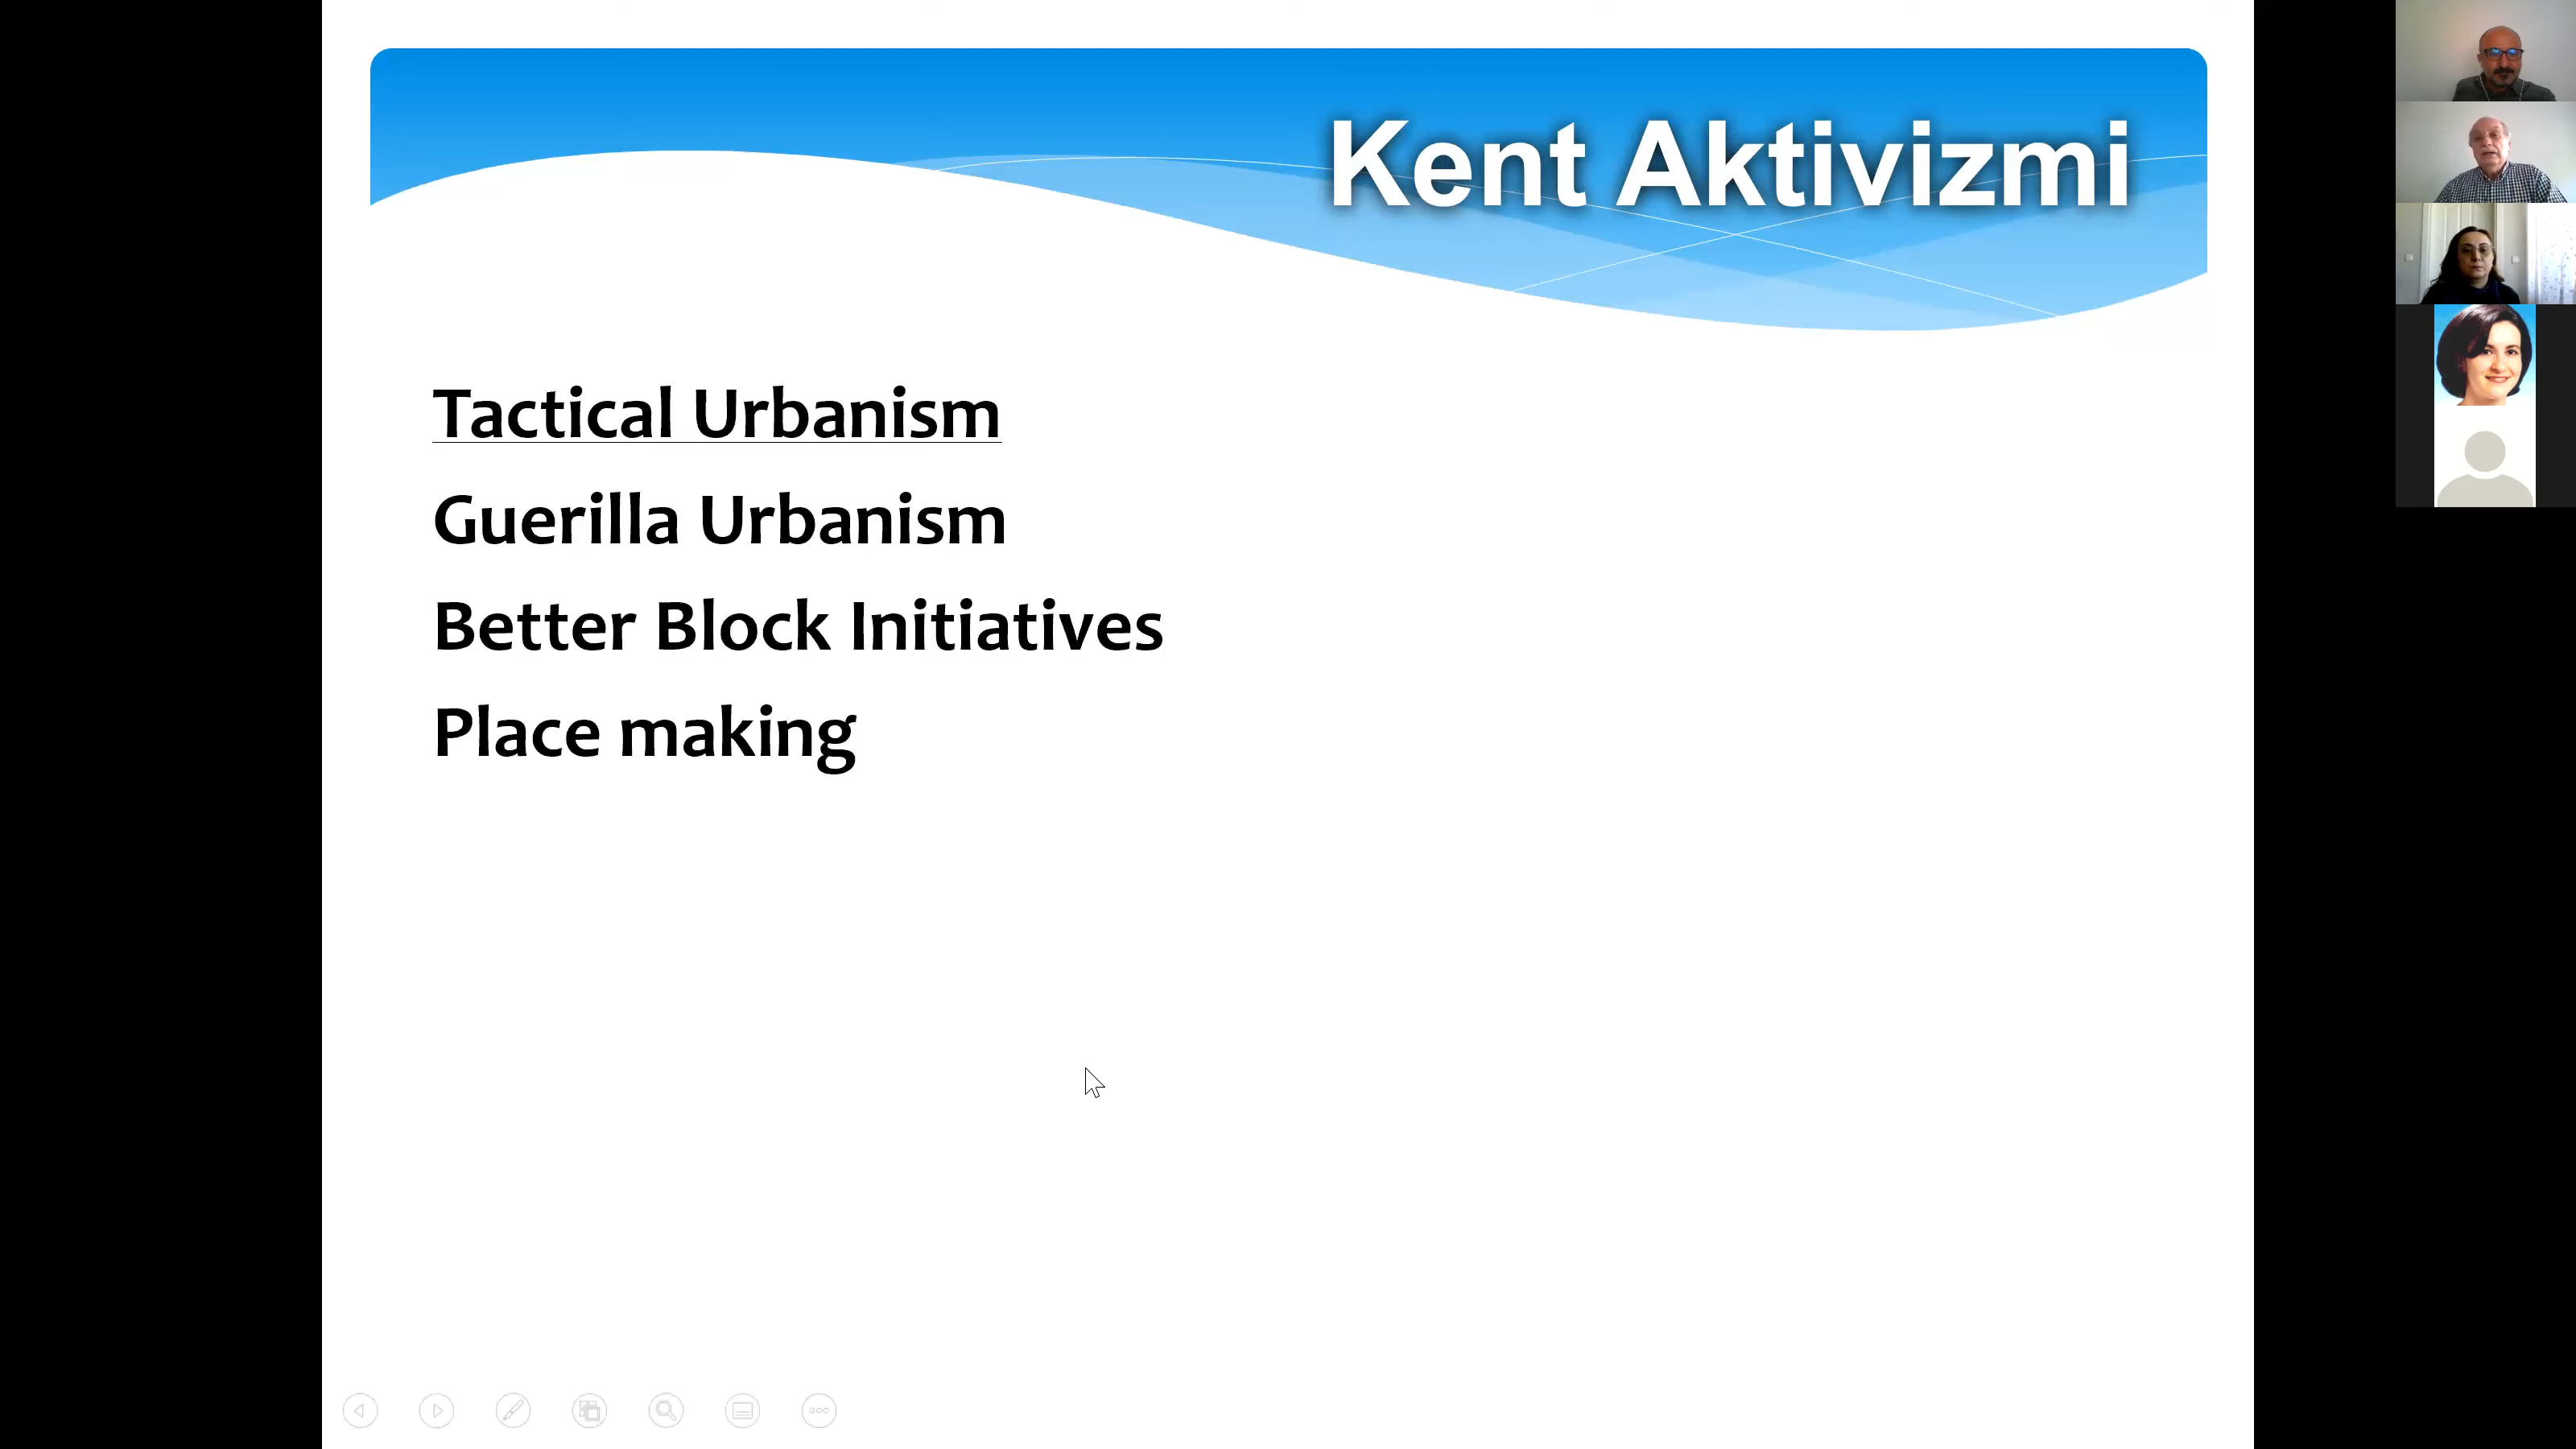 Kent Aktivizmi
Tactical Urbanism
Guerilla Urbanism
Better Block Initiatives
Place making